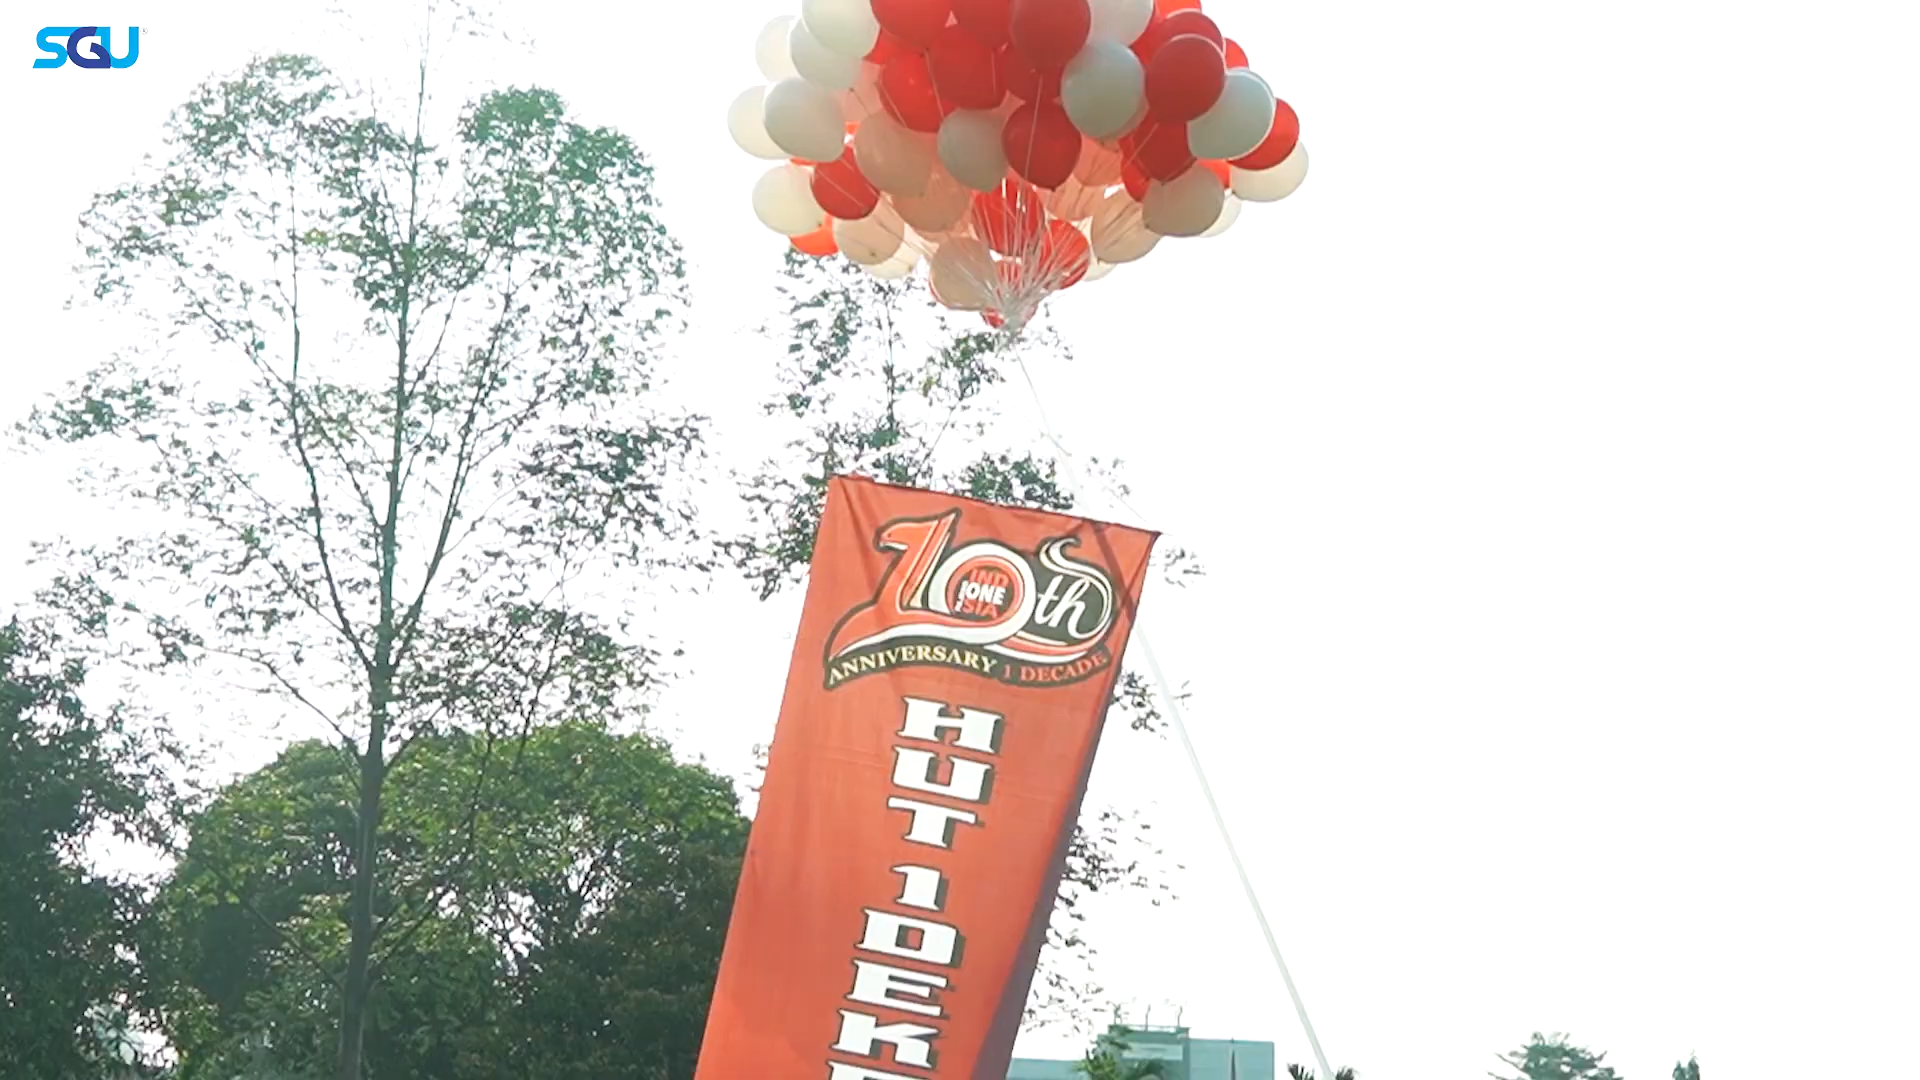 SGU
10th
IND
ONE
SIA
ANNIVERSARY 1 DECADE
HUT 1 DEK